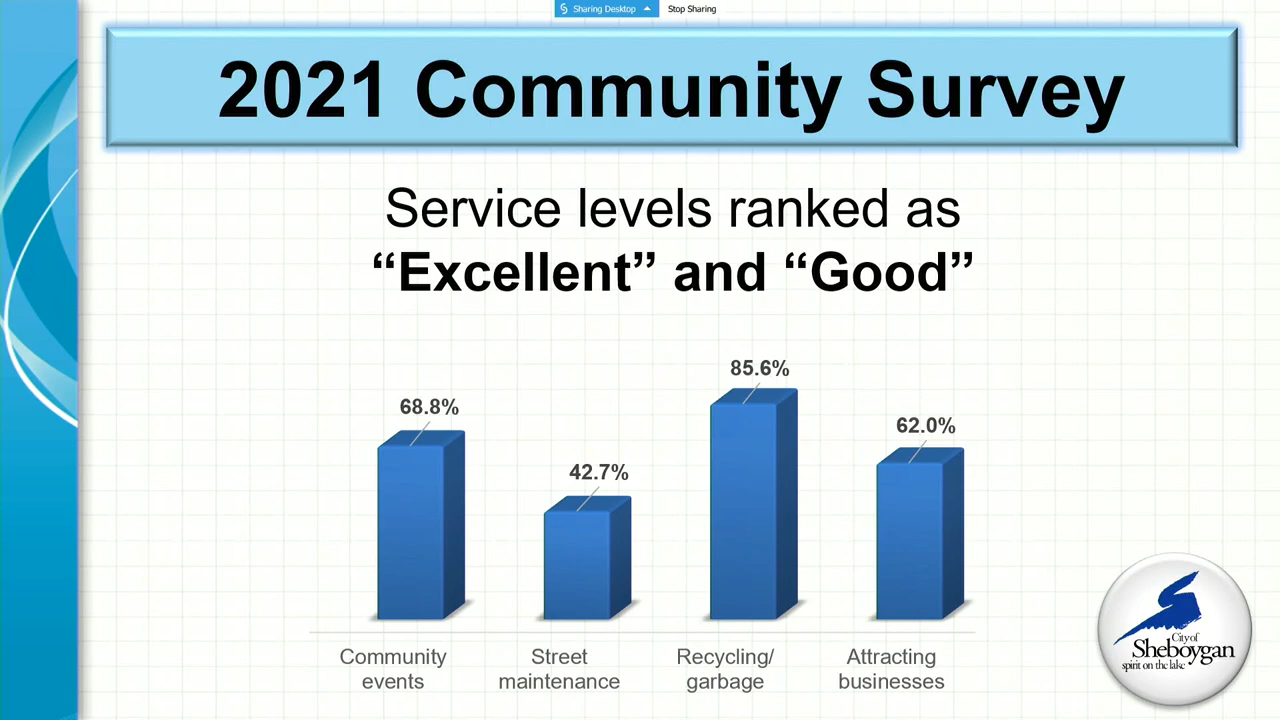 Sharing Desktop
Stop Sharing
2021 Community Survey
Service levels ranked as
“Excellent” and “Good”
68.8%
42.7%
85.6%
62.0%
Community
events
Street
maintenance
Recycling/
garbage
Attracting
businesses
City of
Sheboygan
spirit on the lake